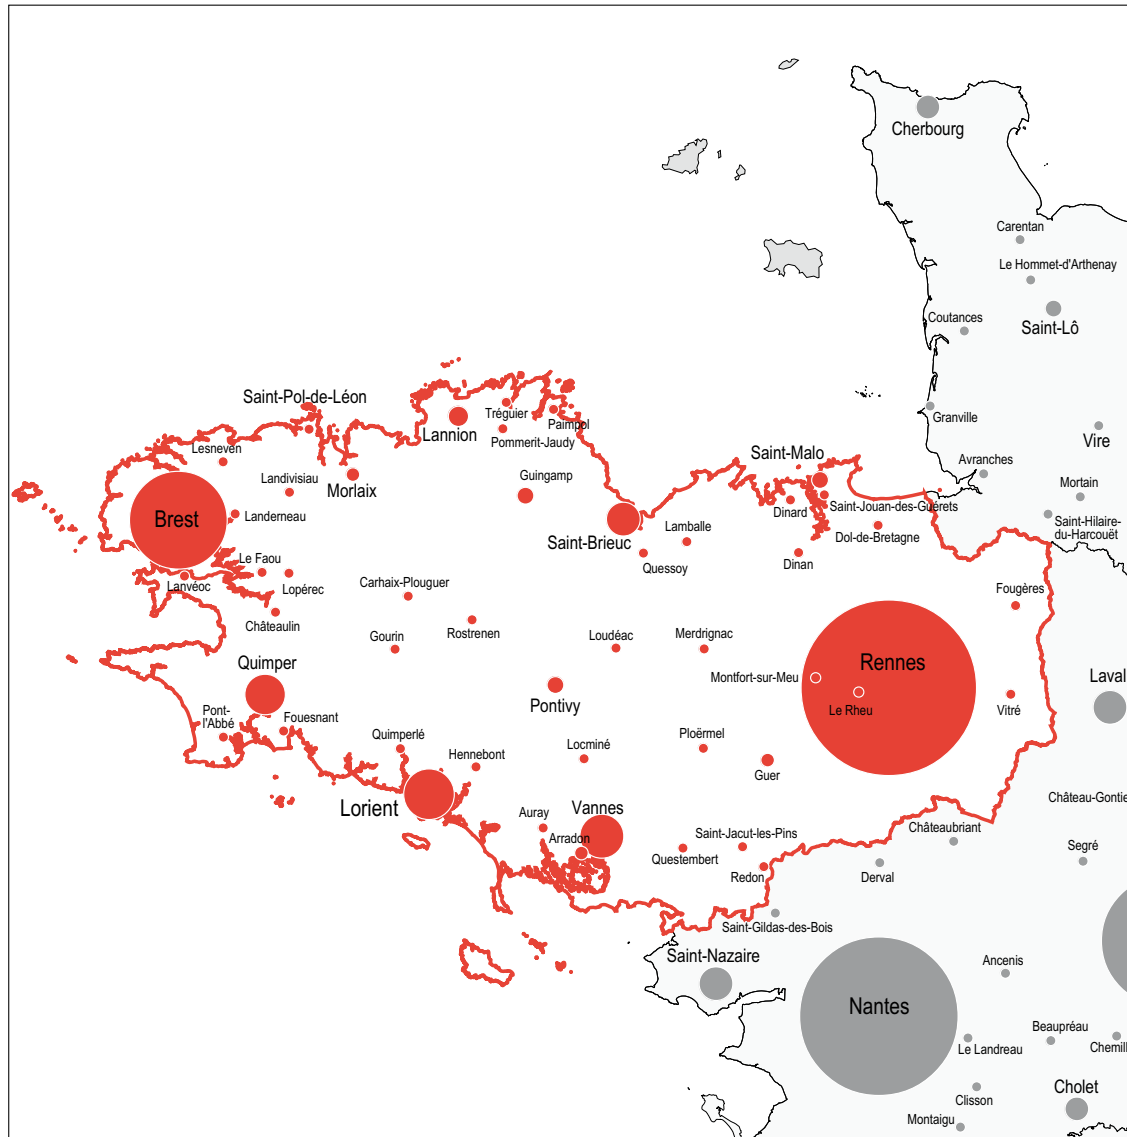 Cherbourg
Carentan
Le Hommet-d'Arthenay
Coutances
Saint-Lô
Saint-Pol-de-Léon
Tréguier
Paimpol
Granville
Lannion
Pommerit-Jaudy
Vire
Lesneven
Saint-Malo
Avranches
Landivisiau
Morlaix
Guingamp
Mortain
Brest
Landerneau
Dinard
Saint-Jouan-des-Guérets
Saint-Hilaire-
du-Harcouët
Saint-Brieuc
Lamballe
Dol-de-Bretagne
Le Faou
Quessoy
Dinan
Lanvéoc
Lopérec
Carhaix-Plouguer
Fougères
Châteaulin
Gourin
Rostrenen
Loudéac
Merdrignac
Quimper
Rennes
Montfort-sur-Meu
Laval
Pont-
l'Abbé
Fouesnant
Pontivy
Le Rheu
Vitré
Quimperlé
Hennebont
Locminé
Ploërmel
Guer
Lorient
Vannes
Château-Gontie
Auray
Arradon
Saint-Jacut-les-Pins
Châteaubriant
Questembert
Redon
Derval
Segré
Saint-Gildas-des-Bois
Saint-Nazaire
Ancenis
Nantes
Beaupréau
Le Landreau
Chemill
Clisson
Cholet
Montaigu